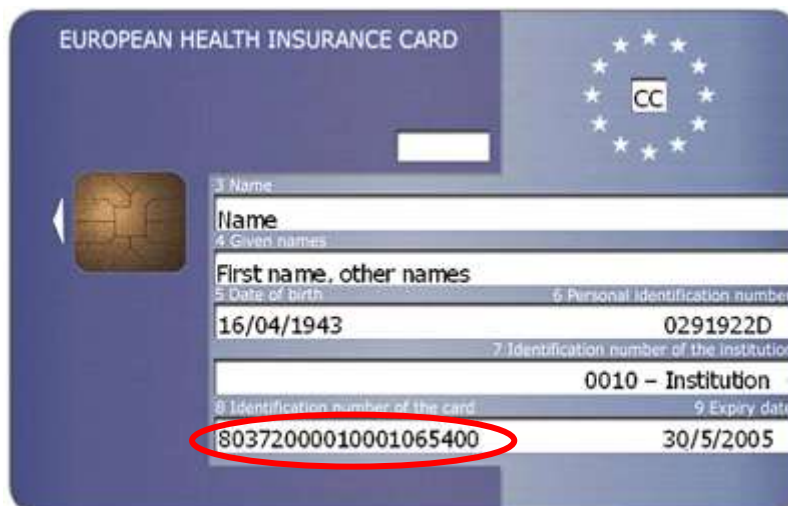 EUROPEAN HEALTH INSURANCE CARD
CC
3 Name
Name
4 Given names
First name, other names
5 Date of birth 6 Personal identification number
16/04/1943 0291922D
7 Identification number of the institution
0010 – Institution
8 Identification number of the card 9 Expiry date
80372000010001065400 30/5/2005